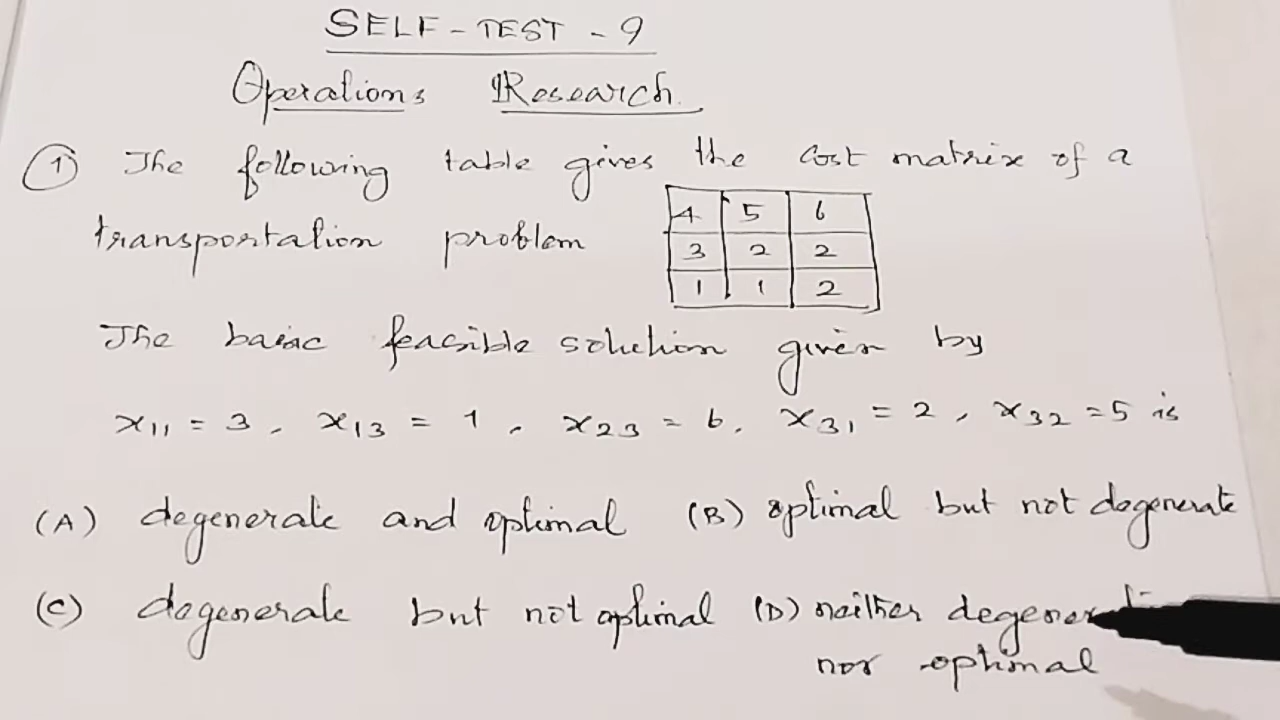 SELF - TEST - 9
Operations Research.
① The following table gives the cost matrix of a
transportation problem
4 5 6
3 2 2
1 1 2
The basic feasible solution given by
x₁₁ = 3, x₁₃ = 1, x₂₃ = 6, x₃₁ = 2, x₃₂ = 5 is
(A) degenerate and optimal (B) optimal but not degenerate
(C) degenerate but not optimal (D) neither
nor optimal